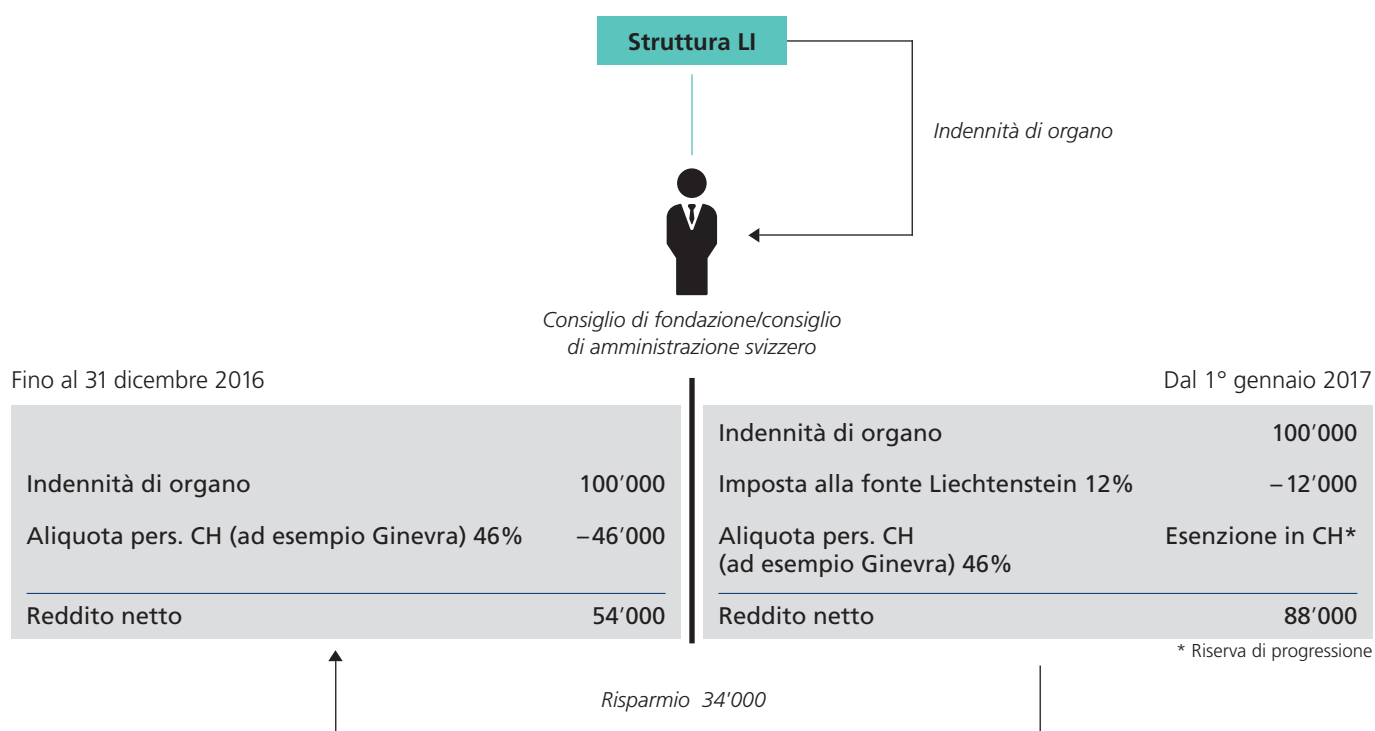 Struttura LI
Indennità di organo
Consiglio di fondazione/consiglio
di amministrazione svizzero
Fino al 31 dicembre 2016
Indennità di organo 100’000
Aliquota pers. CH (ad esempio Ginevra) 46% –46’000
Reddito netto 54’000
Dal 1° gennaio 2017
Indennità di organo 100’000
Imposta alla fonte Liechtenstein 12% –12’000
Aliquota pers. CH Esenzione in CH*
(ad esempio Ginevra) 46%
Reddito netto 88’000
* Riserva di progressione
Risparmio 34’000